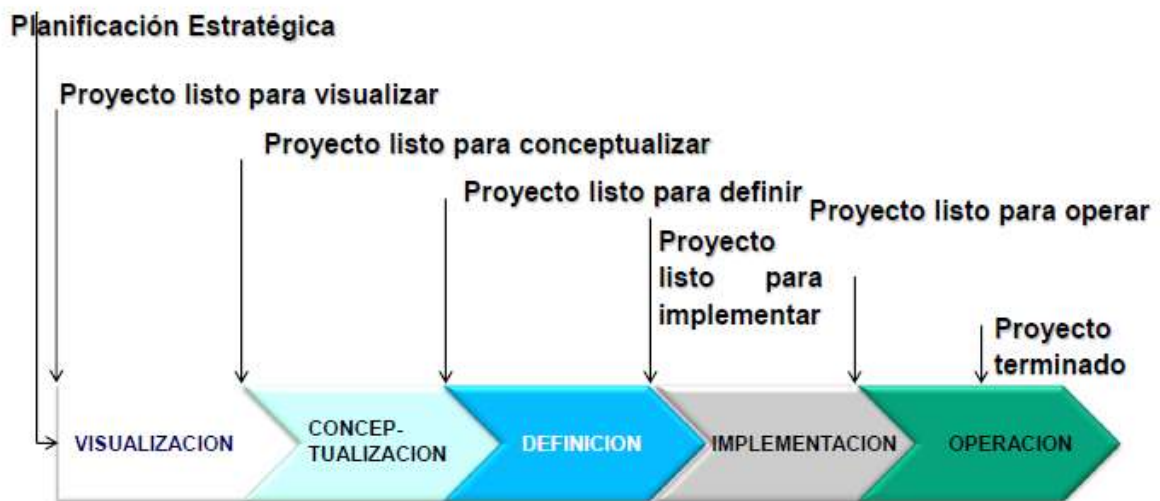 Planificación Estratégica
Proyecto listo para visualizar
Proyecto listo para conceptualizar
Proyecto listo para definir
Proyecto listo para operar
Proyecto
listo para
implementar
Proyecto
terminado
VISUALIZACION
CONCEP-
TUALIZACION
DEFINICION
IMPLEMENTACION
OPERACION